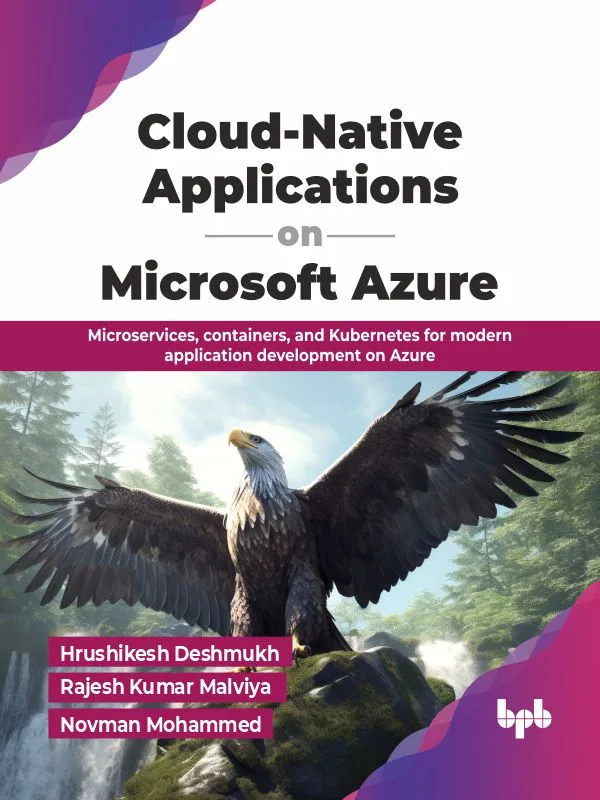 Cloud-Native
Applications
on
Microsoft Azure
Microservices, containers, and Kubernetes for modern
application development on Azure
Hrushikesh Deshmukh
Rajesh Kumar Malviya
Novman Mohammed
bpb